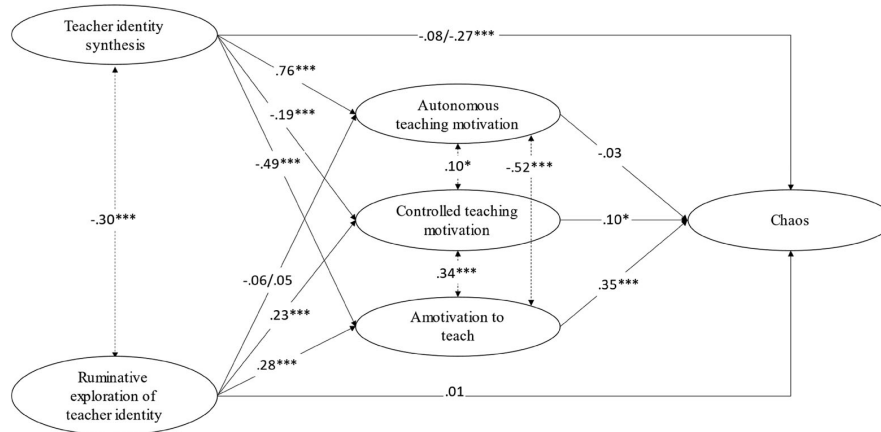 Teacher identity
synthesis
-.08/-.27***
.76***
-.19***
-.49***
Autonomous
teaching motivation
-.03
.10*
-.52***
-.30***
Controlled teaching
motivation
.10*
Chaos
.34***
-.06/.05
.23***
.28***
Amotivation to
teach
.35***
Ruminative
exploration of
teacher identity
.01